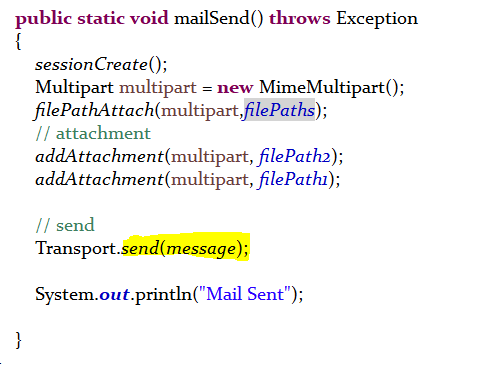 public static void mailSend() throws Exception
{
sessionCreate();
Multipart multipart = new MimeMultipart();
filePathAttach(multipart,filePaths);
// attachment
addAttachment(multipart, filePath2);
addAttachment(multipart, filePath1);
// send
Transport.send(message);
System.out.println("Mail Sent");
}